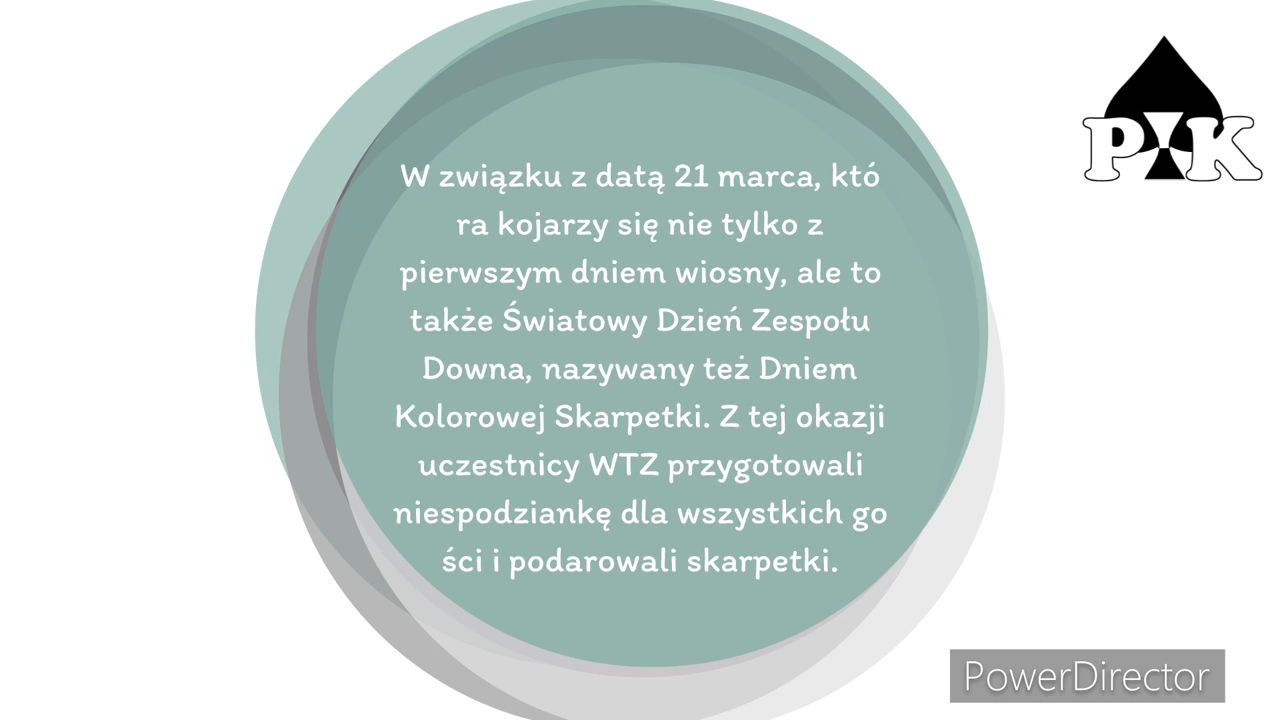 W związku z datą 21 marca, któ
ra kojarzy się nie tylko z
pierwszym dniem wiosny, ale to
także Światowy Dzień Zespołu
Downa, nazywany też Dniem
Kolorowej Skarpetki. Z tej okazji
uczestnicy WTZ przygotowali
niespodziankę dla wszystkich go
ści i podarowali skarpetki.
PIK
PowerDirector